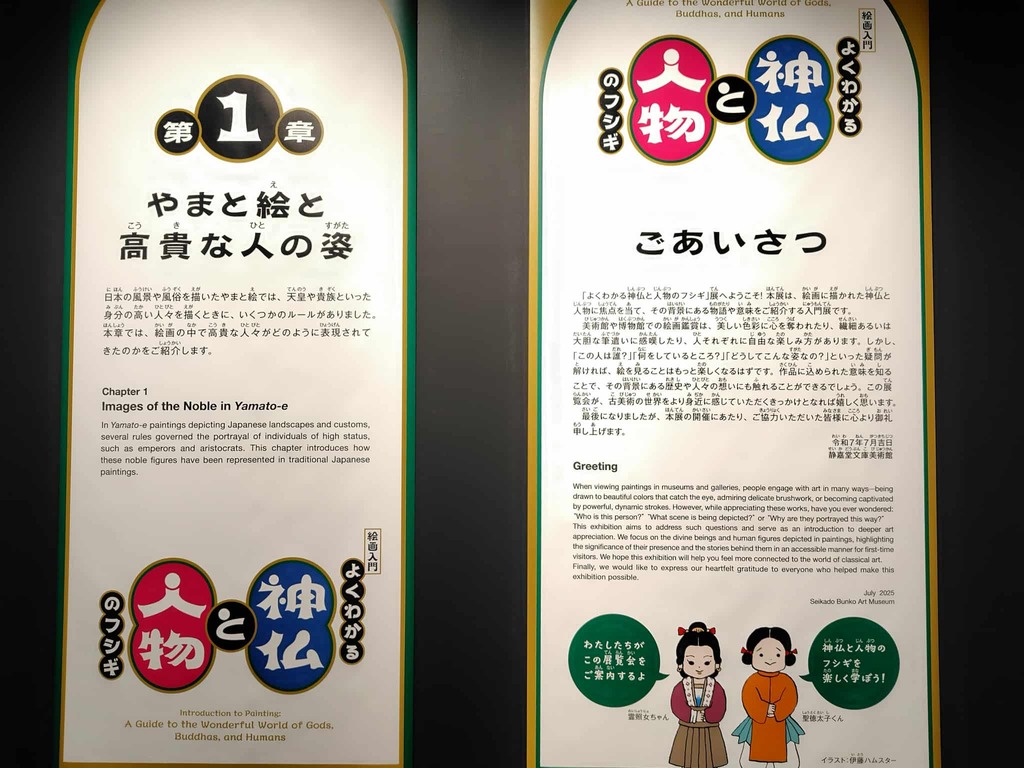 第1章
やまと絵と
高貴な人の姿
日本の風景や風俗を描いたやまと絵では、天皇や貴族といった
身分の高い人々を描くときに、いくつかのルールがありました。
本章では、絵画の中で高貴な人々がどのように表現されて
きたのかをご紹介します。
Chapter 1
Images of the Noble in Yamato-e
In Yamato-e paintings depicting Japanese landscapes and customs,
several rules governed the portrayal of individuals of high status,
such as emperors and aristocrats. This chapter introduces how
these noble figures have been represented in traditional Japanese
paintings.
絵画入門
よくわかる
神仏
と
人物
のフシギ
Introduction to Painting:
A Guide to the Wonderful World of Gods,
Buddhas, and Humans
A Guide to the Wonderful World of Gods,
Buddhas, and Humans
絵画入門
よくわかる
神仏
と
人物
のフシギ
ごあいさつ
「よくわかる神仏と人物のフシギ」展へようこそ!本展は、絵画に描かれた神仏と
人物に焦点を当て、その背景にある物語や意味をご紹介する入門展です。
美術館や博物館での絵画鑑賞は、美しい色彩に心を奪われたり、繊細あるいは
大胆な筆遣いに感嘆したり、人それぞれに自由な楽しみ方があります。しかし、
「この人は誰?」「何をしているところ?」「どうしてこんな姿なの?」といった疑問が
解ければ、絵を見ることはもっと楽しくなるはずです。作品に込められた意味を知る
ことで、その背景にある歴史や人々の想いにも触れることができるでしょう。この展
覧会が、古美術の世界をより身近に感じていただくきっかけとなれば嬉しく思います。
最後になりましたが、本展の開催にあたり、ご協力いただいた皆様に心より御礼
申し上げます。
令和7年7月吉日
静嘉堂文庫美術館
Greeting
When viewing paintings in museums and galleries, people engage with art in many ways—being
drawn to beautiful colors that catch the eye, admiring delicate brushwork, or becoming captivated
by powerful, dynamic strokes. However, while appreciating these works, have you ever wondered:
"Who is this person?" "What scene is being depicted?" or "Why are they portrayed this way?"
This exhibition aims to address such questions and serve as an introduction to deeper art
appreciation. We focus on the divine beings and human figures depicted in paintings, highlighting
the significance of their presence and the stories behind them in an accessible manner for first-time
visitors. We hope this exhibition will help you feel more connected to the world of classical art.
Finally, we would like to express our heartfelt gratitude to everyone who helped make this
exhibition possible.
July 2025
Seikado Bunko Art Museum
わたしたちが
この展覧会を
ご案内するよ
神仏と人物の
フシギを
楽しく学ぼう!
霊照女ちゃん
聖徳太子くん
イラスト:伊藤ハムスター